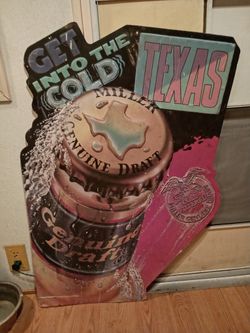 GET
INTO THE
COLD
TEXAS
MILLER
GENUINE DRAFT
Genuine
Draft